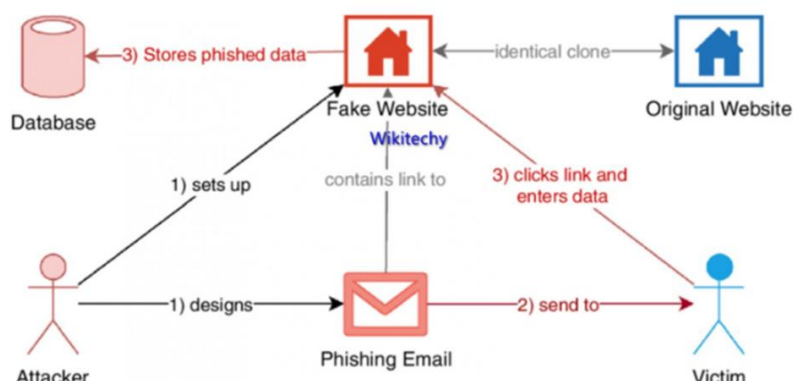 3) Stores phished data
identical clone
Database
Fake Website
Original Website
Wikitechy
1) sets up
contains link to
3) clicks link and
enters data
1) designs
2) send to
Phishing Email
Attacker
Victim